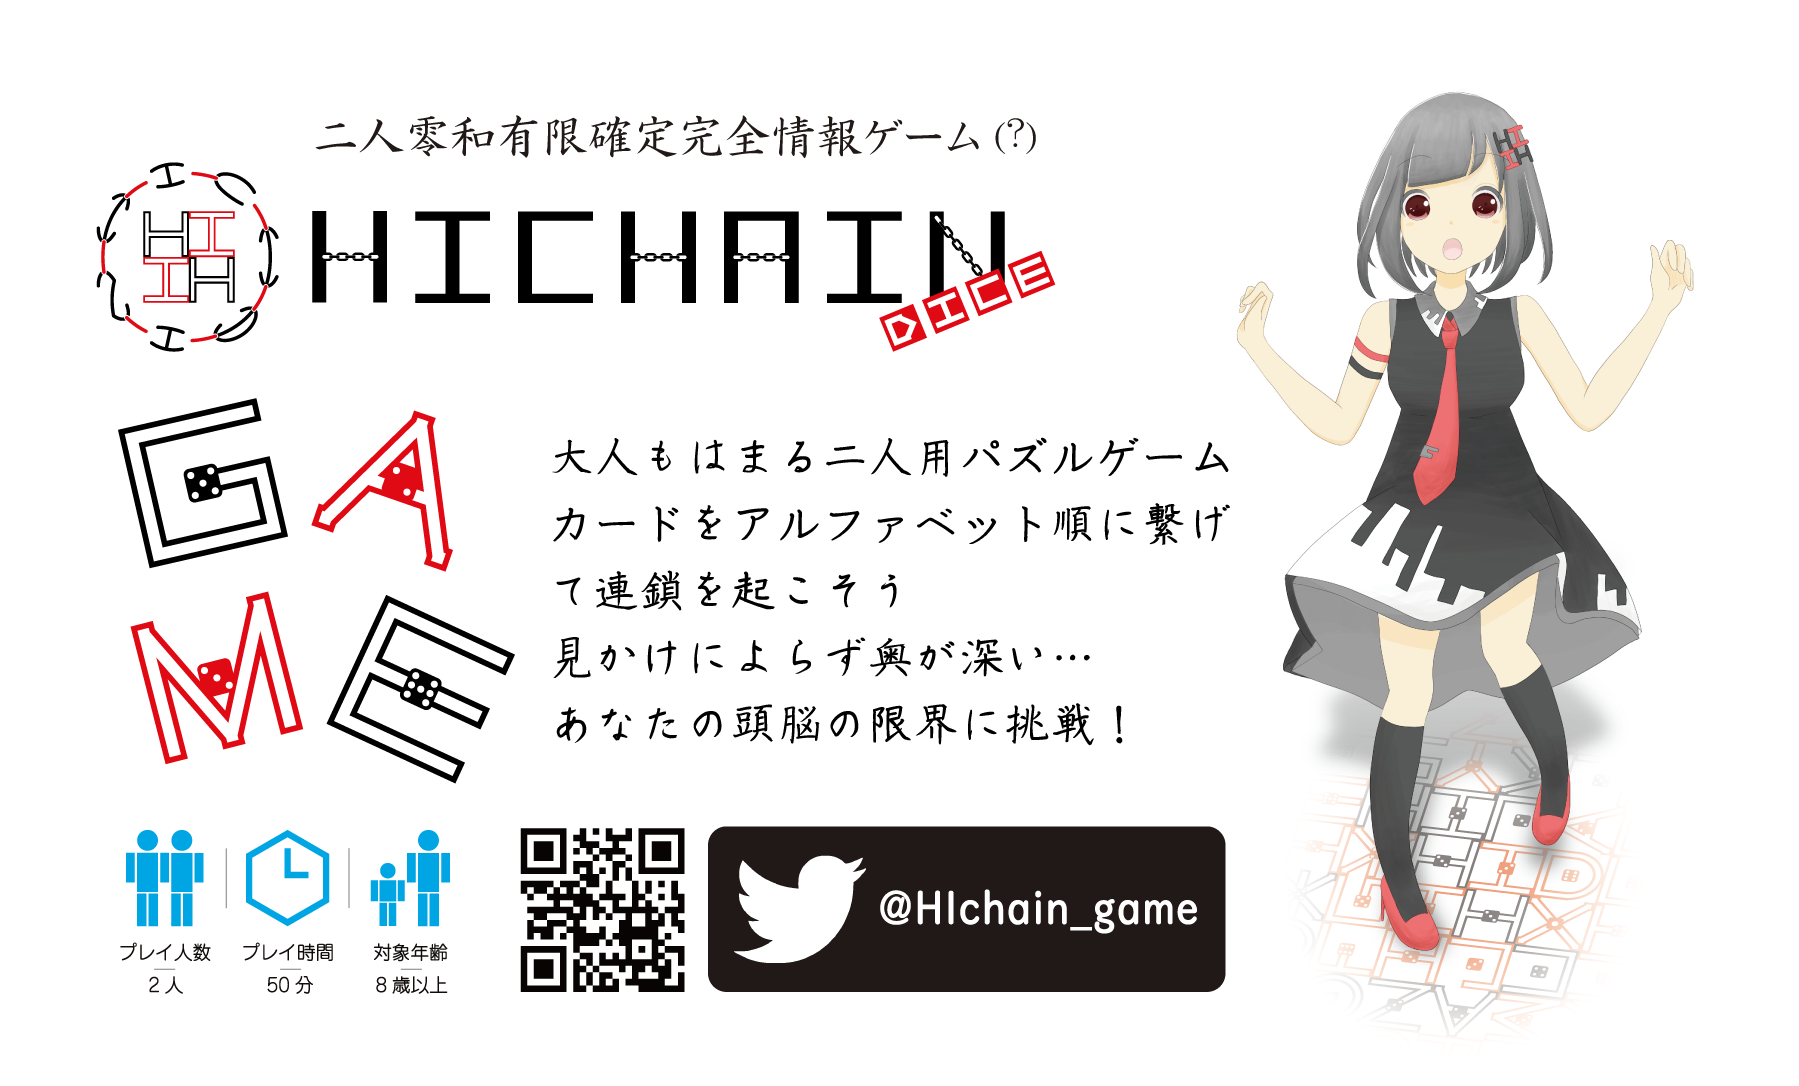 二人零和有限確定完全情報ゲーム(?)
HI
IH
HICHAIN
DICE
GAME
大人もはまる二人用パズルゲーム
カードをアルファベット順に繋げ
て連鎖を起こそう
見かけによらず奥が深い…
あなたの頭脳の限界に挑戦！
プレイ人数
2人
プレイ時間
50分
対象年齢
8歳以上
@HIchain_game